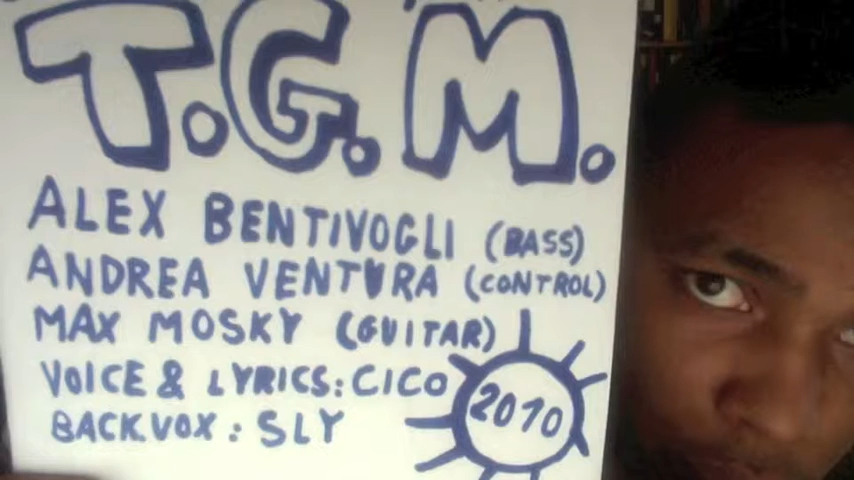 T.G.M.
ALEX BENTIVOGLI (BASS)
ANDREA VENTURA (CONTROL)
MAX MOSKY (GUITAR)
VOICE & LYRICS: CICO
BACKVOX: SLY
2010